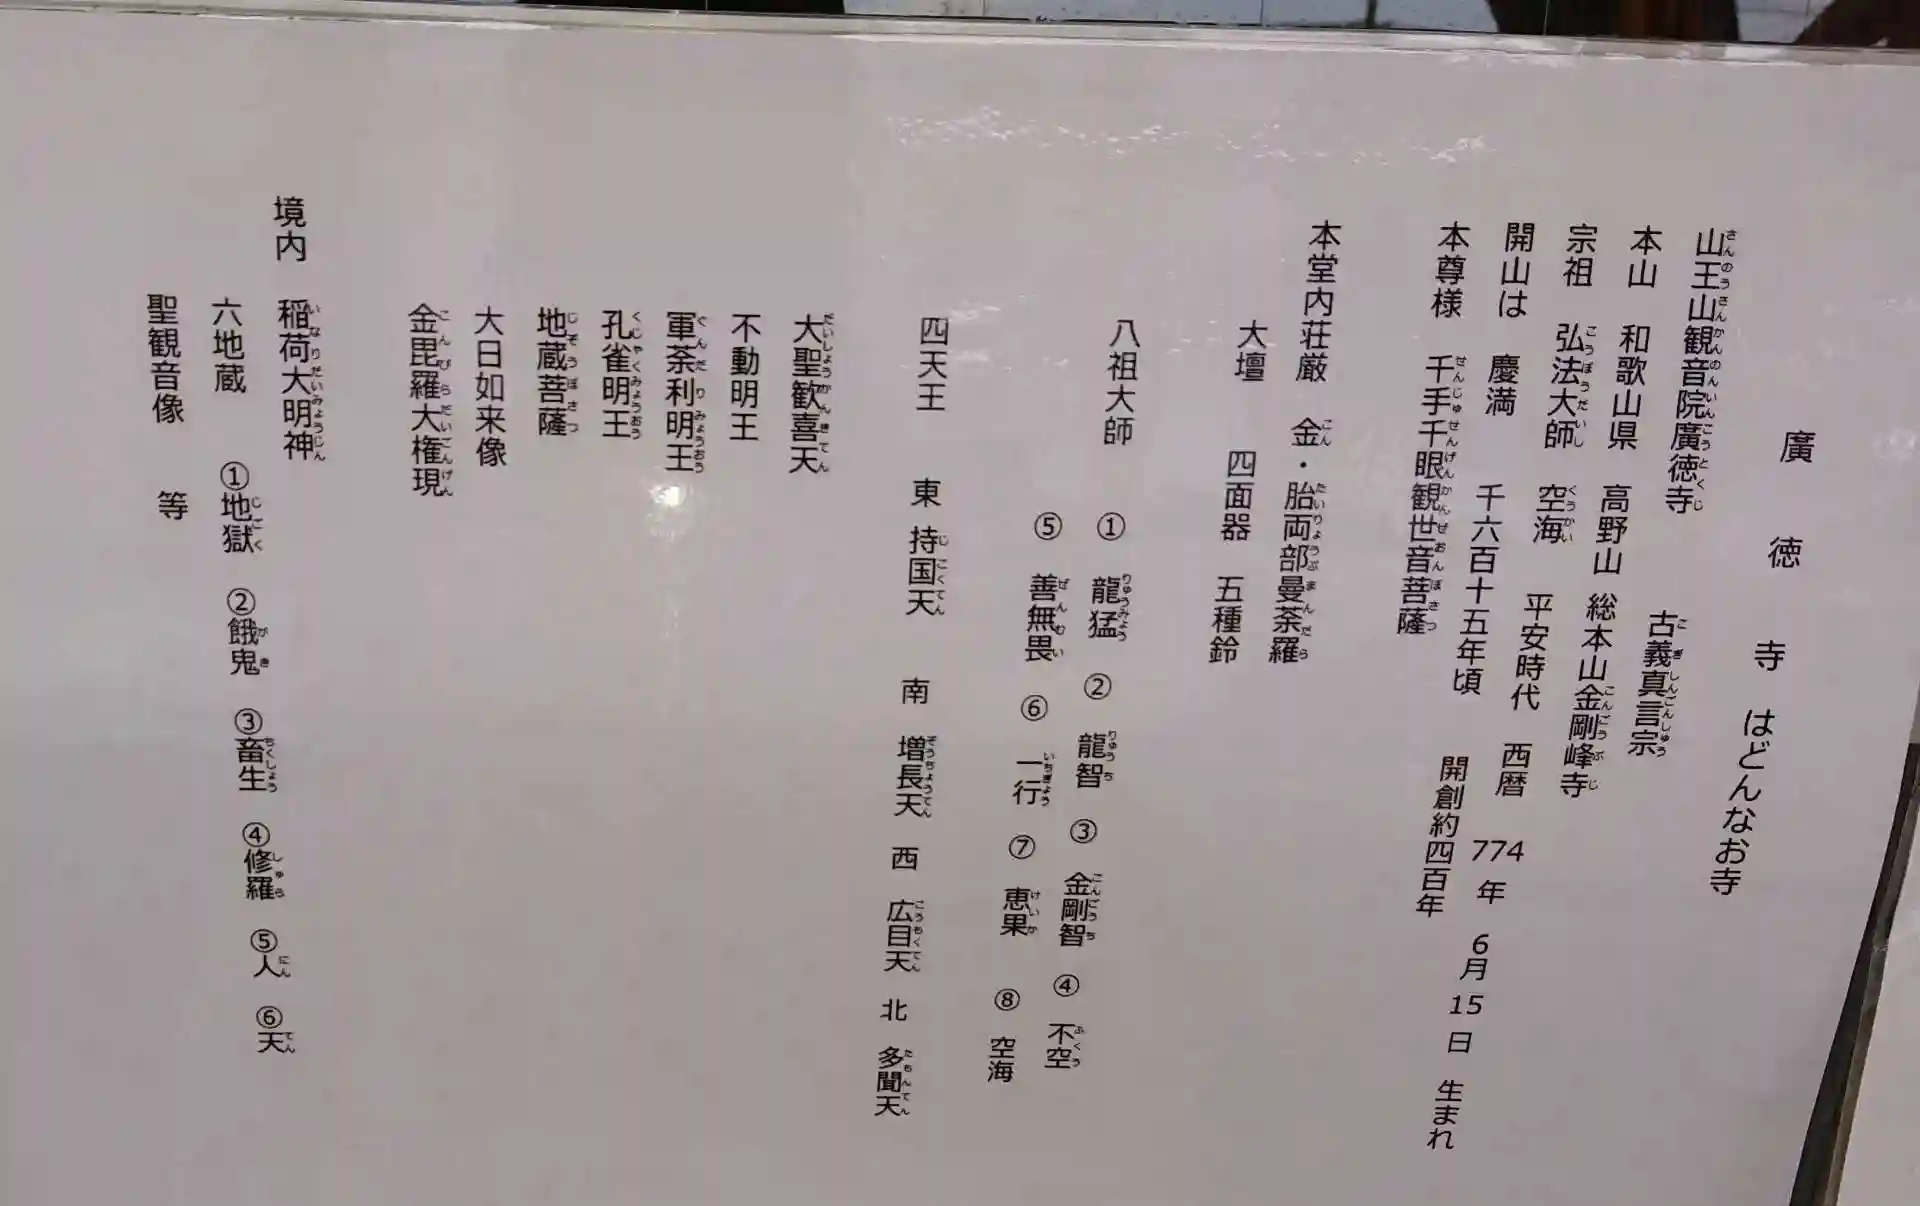 廣徳寺 はどんなお寺
山王山観音院廣徳寺 古義真言宗
本山 和歌山県 高野山 総本山金剛峰寺
宗祖 弘法大師 空海 平安時代 西暦 774年 6月 15日 生まれ
開山は 慶満 千六百十五年頃 開創約四百年
本尊様 千手千眼観世音菩薩
本堂内荘厳 金・胎両部曼荼羅
大壇 四面器 五種鈴
八祖大師 ① 龍猛 ② 龍智 ③ 金剛智 ④ 不空
⑤ 善無畏 ⑥ 一行 ⑦ 恵果 ⑧ 空海
四天王 東 持国天 南 増長天 西 広目天 北 多聞天
大聖歓喜天
不動明王
軍荼利明王
孔雀明王
地蔵菩薩
大日如来像
金毘羅大権現
境内 稲荷大明神
六地蔵 ①地獄 ②餓鬼 ③畜生 ④修羅 ⑤人 ⑥天
聖観音像 等